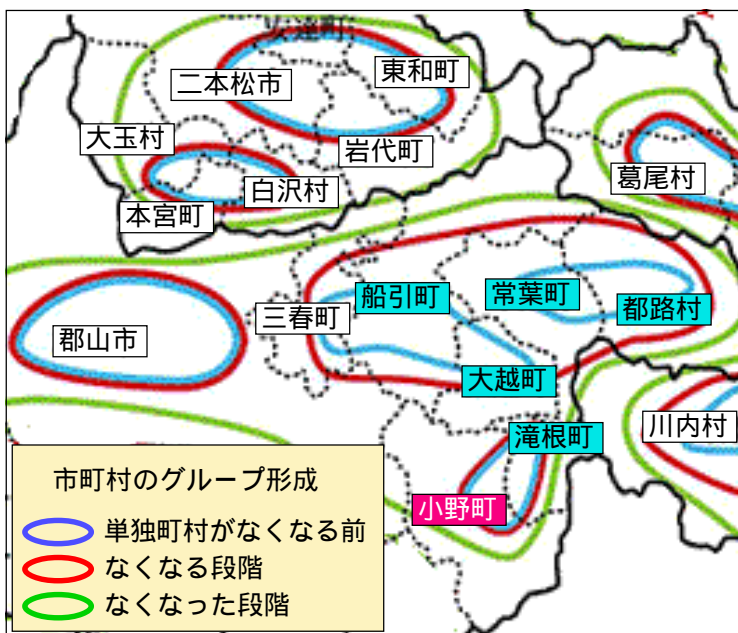 二本松市
東和町
大玉村
岩代町
白沢村
本宮町
葛尾村
船引町
常葉町
都路村
三春町
郡山市
大越町
滝根町
川内村
小野町
市町村のグループ形成
単独町村がなくなる前
なくなる段階
なくなった段階